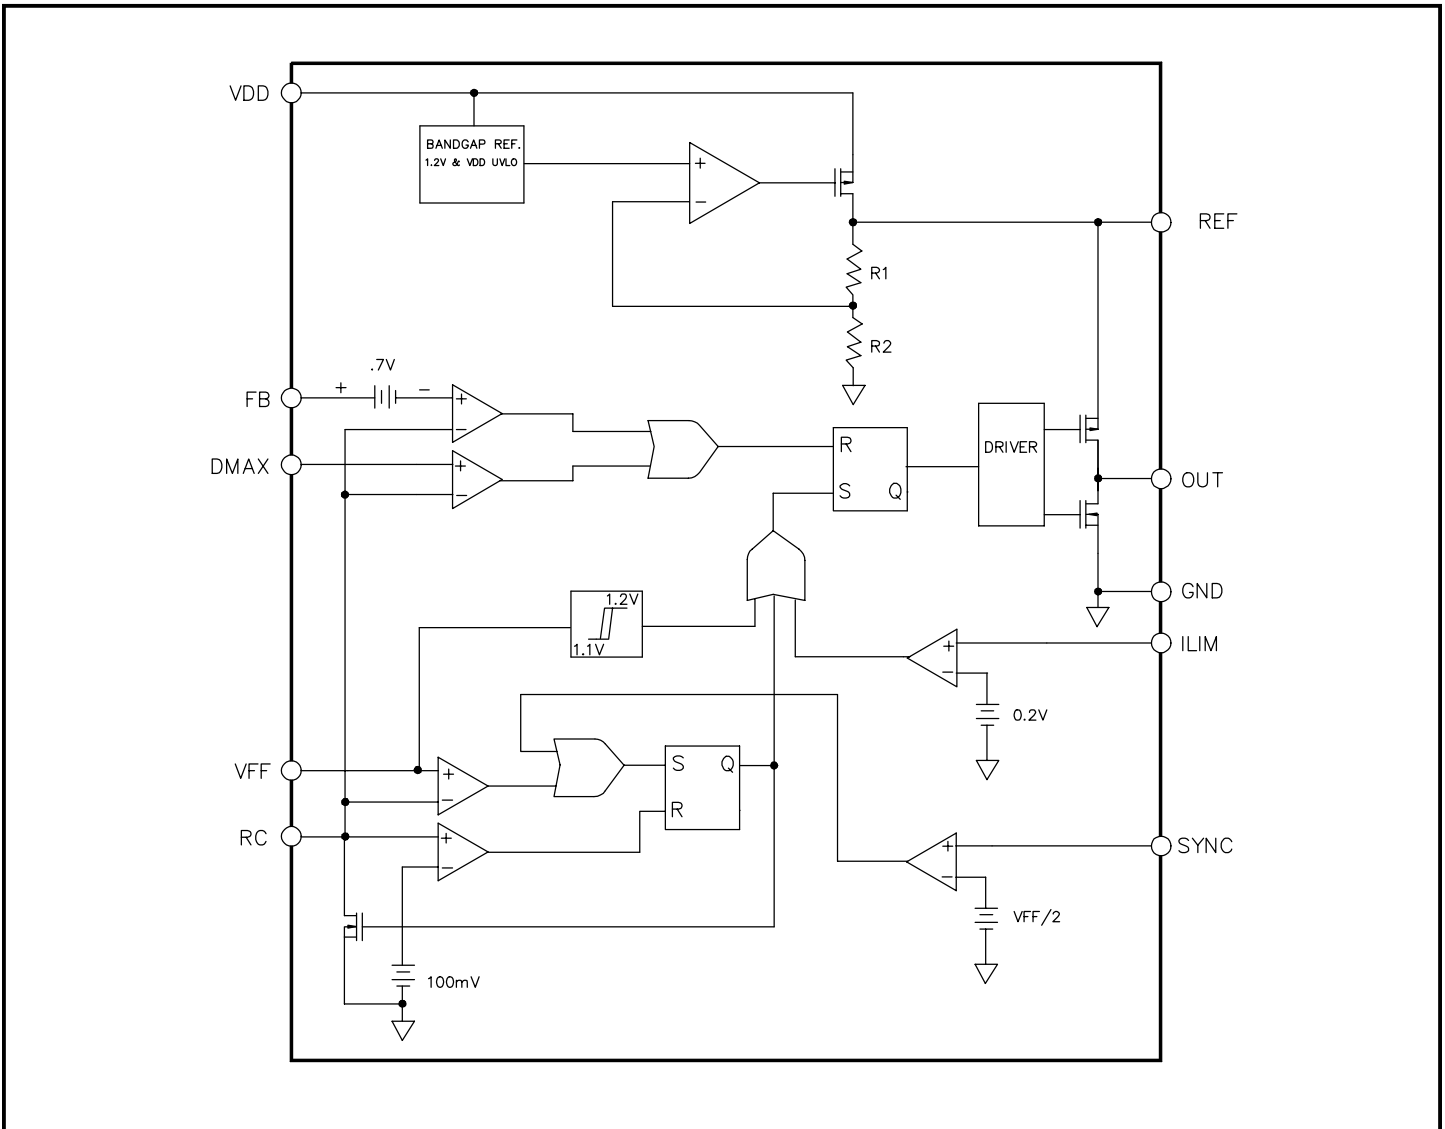 VDD
BANDGAP REF.
1.2V & VDD UVLO
+
−
REF
R1
R2
.7V
+ −
FB
+
−
DMAX
+
−
R
S Q
DRIVER
OUT
GND
1.2V
1.1V
ILIM
+
−
0.2V
VFF
+
−
S Q
R
RC
+
−
SYNC
+
−
VFF/2
100mV